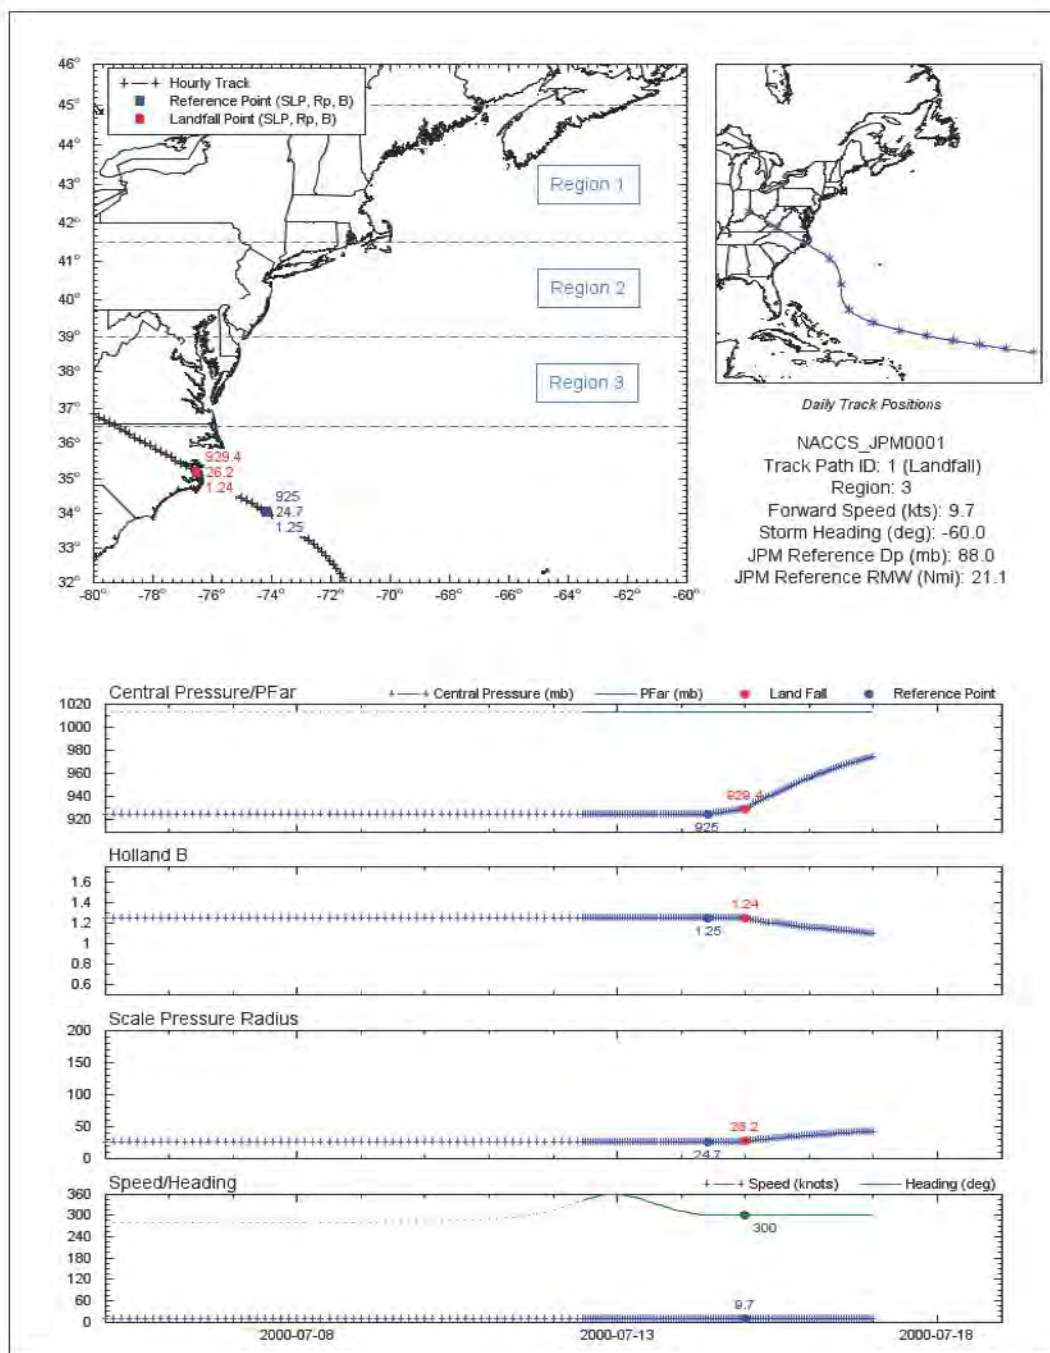 46°
45°
44°
43°
42°
41°
40°
39°
38°
37°
36°
35°
34°
33°
32°
-80° -78° -76° -74° -72° -70° -68° -66° -64° -62° -60°
Hourly Track
Reference Point (SLP, Rp, B)
Landfall Point (SLP, Rp, B)
Region 1
Region 2
Region 3
929.4
26.2
1.24
925
24.7
1.25
Daily Track Positions
NACCS_JPM0001
Track Path ID: 1 (Landfall)
Region: 3
Forward Speed (kts): 9.7
Storm Heading (deg): -60.0
JPM Reference Dp (mb): 88.0
JPM Reference RMW (Nmi): 21.1
Central Pressure/PFar
Central Pressure (mb) PFar (mb) Land Fall Reference Point
1020
1000
980
960
940
920
929.4
925
Holland B
1.6
1.4
1.2
1
0.8
0.6
1.24
1.25
Scale Pressure Radius
200
150
100
50
0
26.2
24.7
Speed/Heading
Speed (knots) Heading (deg)
360
300
240
180
120
60
0
300
9.7
2000-07-08 2000-07-13 2000-07-18